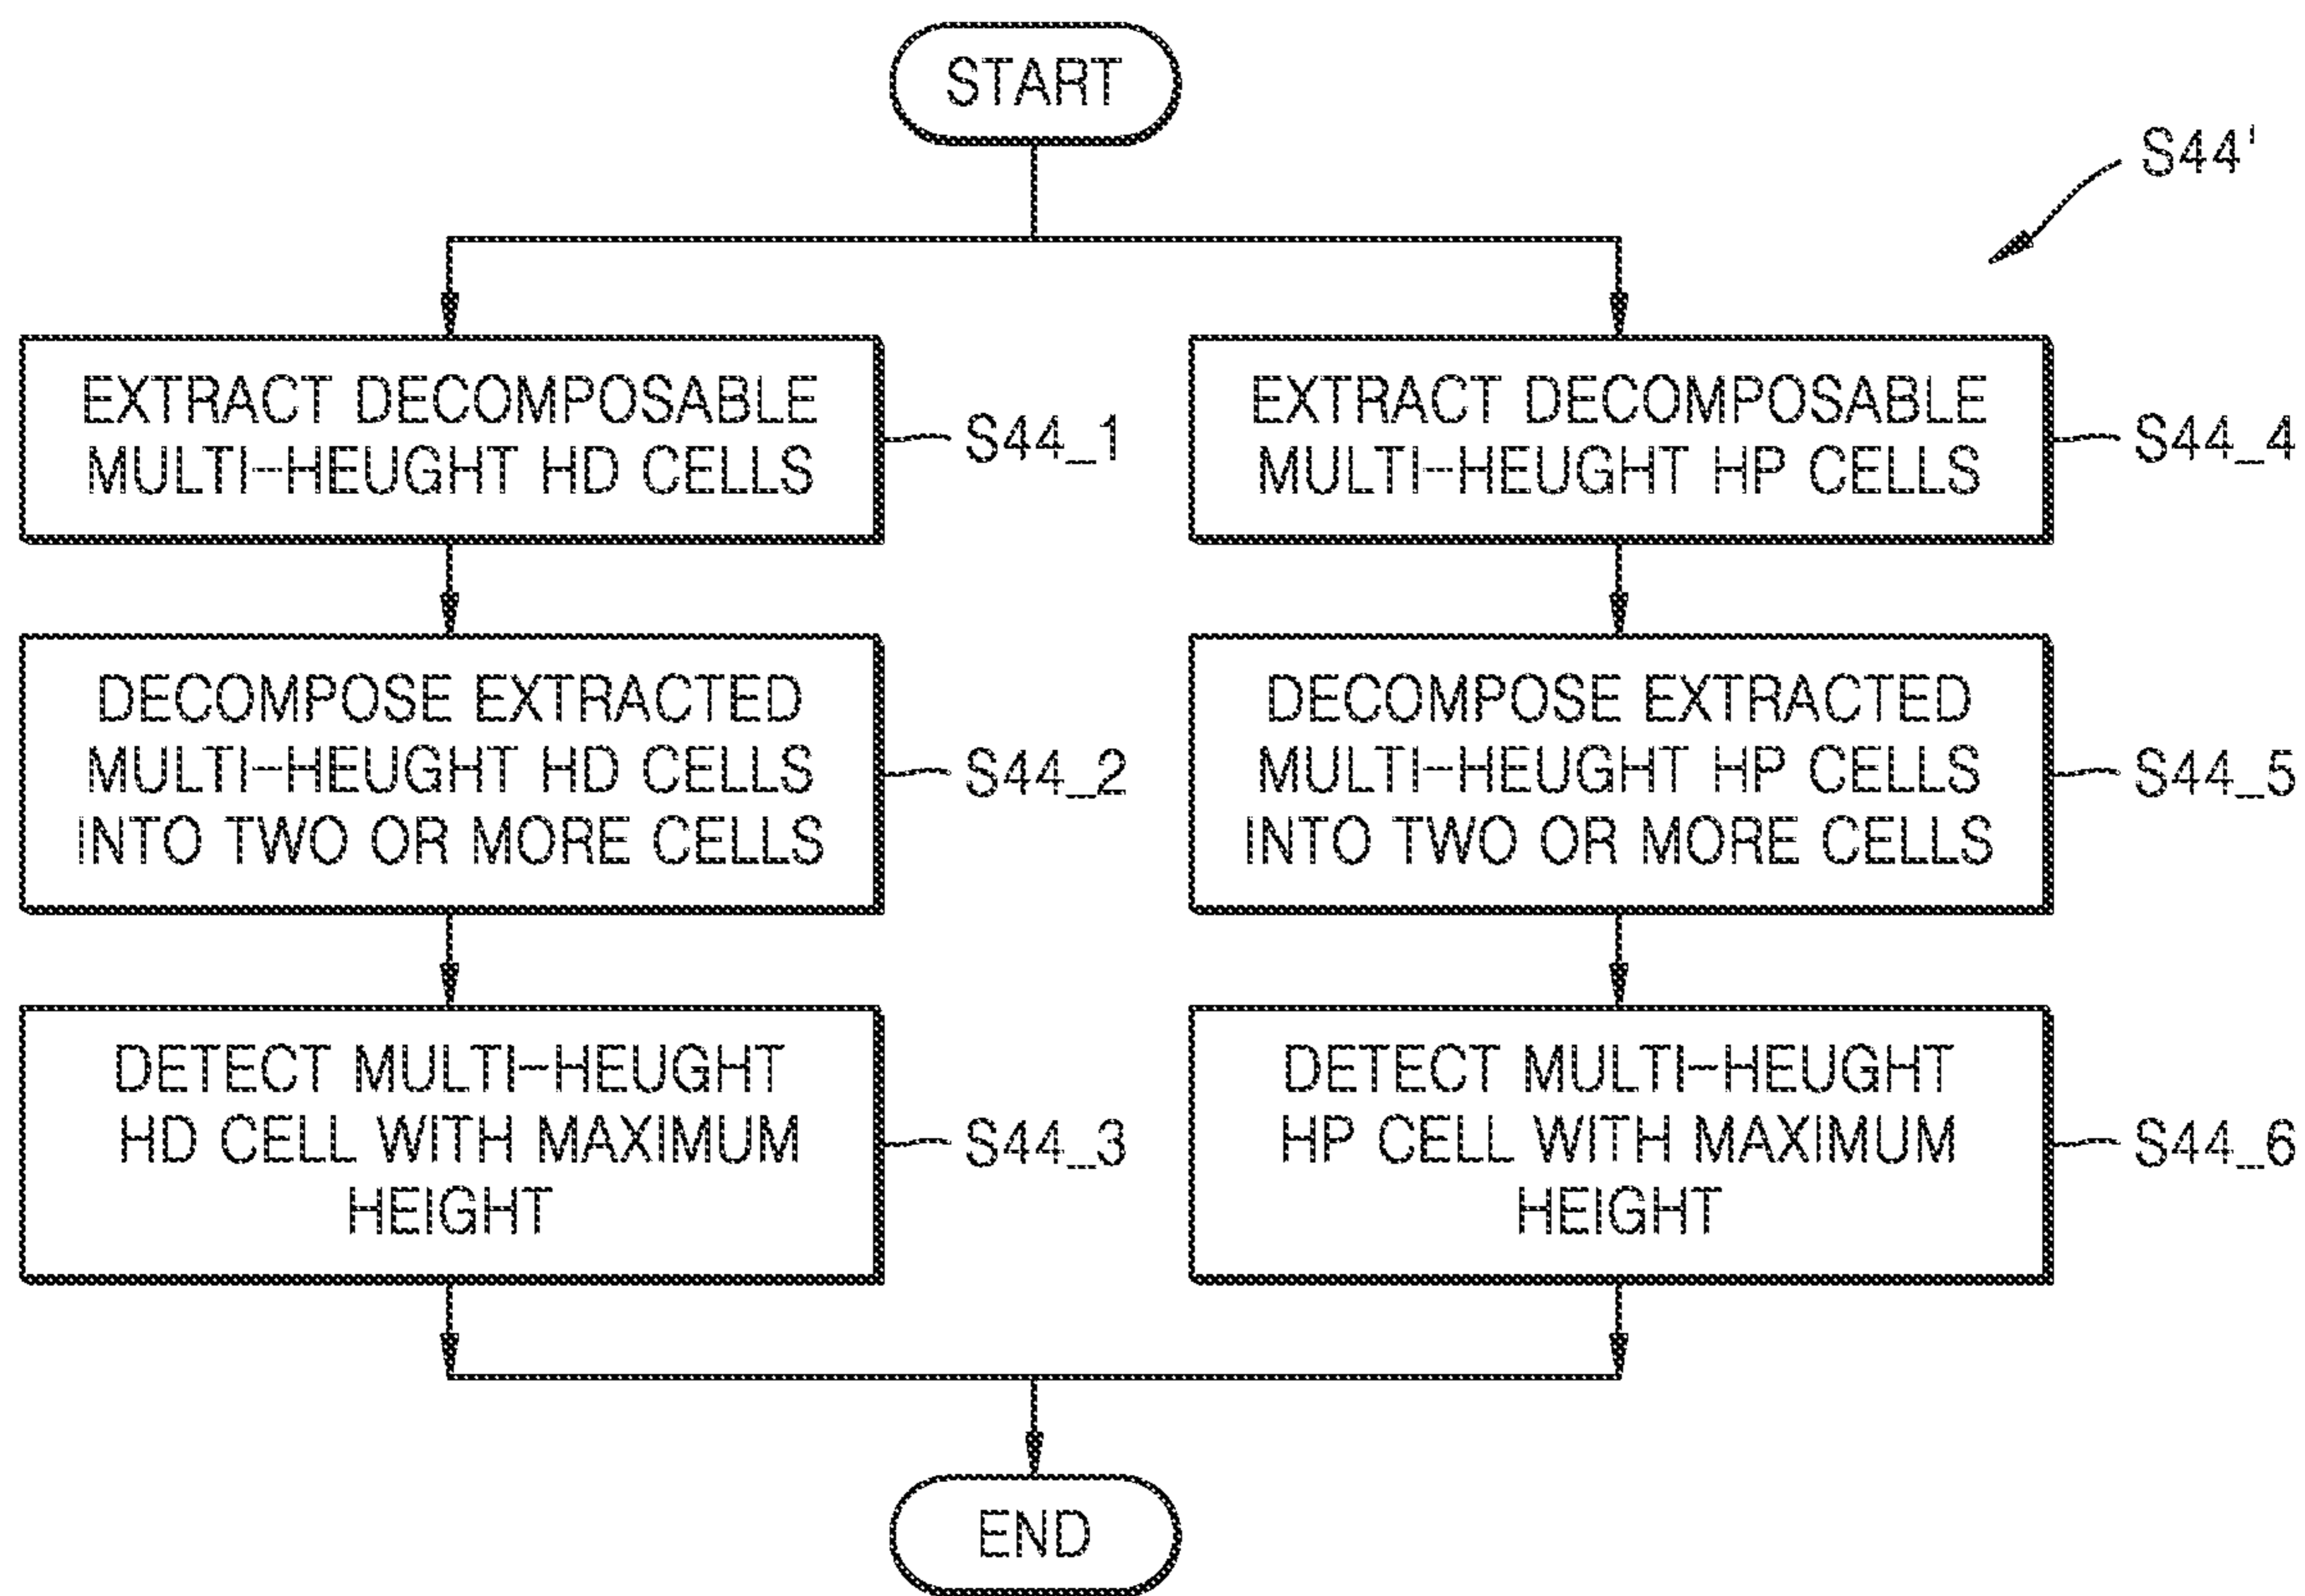 START
S44'
EXTRACT DECOMPOSABLE
MULTI-HEUGHT HD CELLS
S44_1
EXTRACT DECOMPOSABLE
MULTI-HEUGHT HP CELLS
S44_4
DECOMPOSE EXTRACTED
MULTI-HEUGHT HD CELLS
INTO TWO OR MORE CELLS
S44_2
DECOMPOSE EXTRACTED
MULTI-HEUGHT HP CELLS
INTO TWO OR MORE CELLS
S44_5
DETECT MULTI-HEUGHT
HD CELL WITH MAXIMUM
HEIGHT
S44_3
DETECT MULTI-HEUGHT
HP CELL WITH MAXIMUM
HEIGHT
S44_6
END